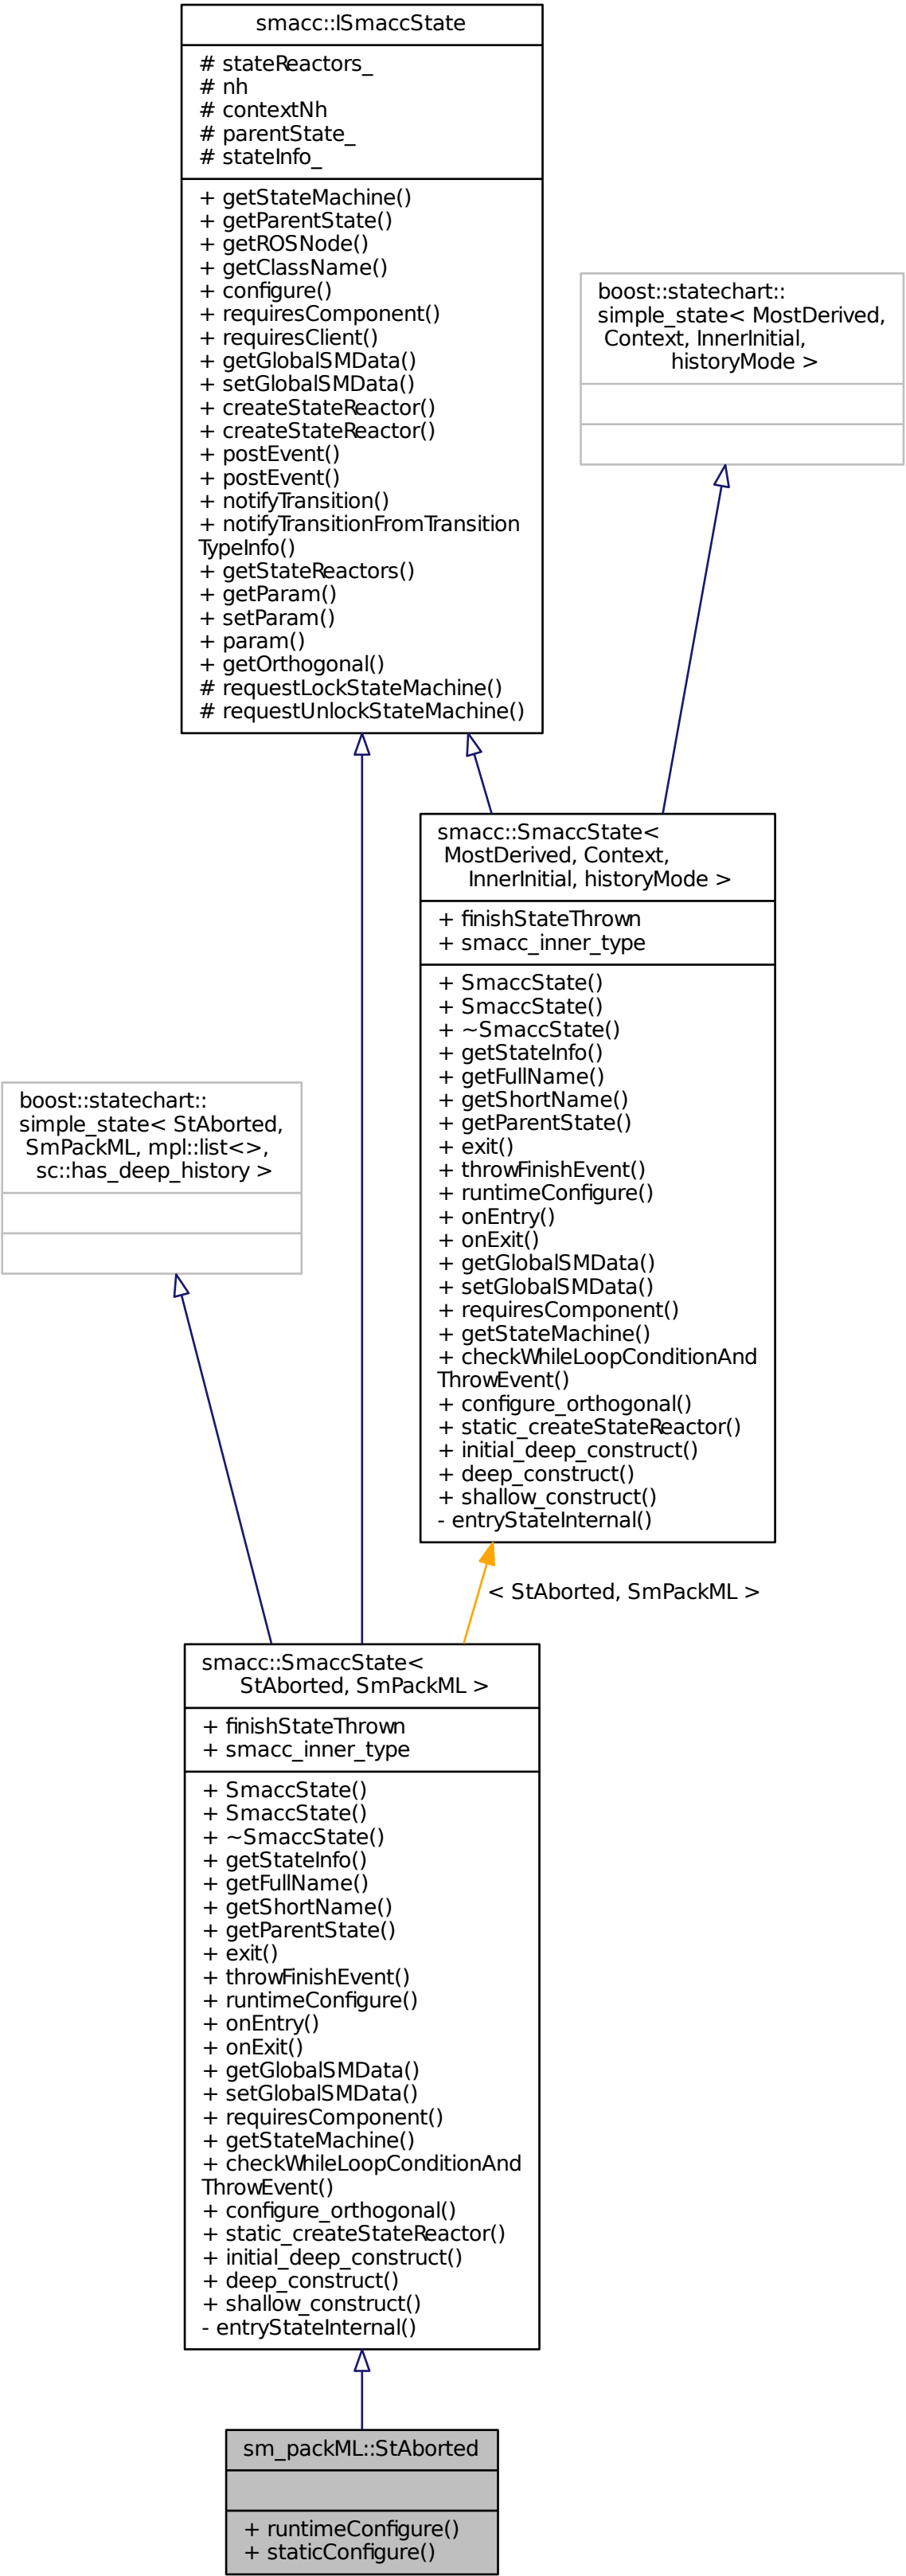 smacc::ISmaccState
# stateReactors_
# nh
# contextNh
# parentState_
# stateInfo_
+ getStateMachine()
+ getParentState()
+ getROSNode()
+ getClassName()
+ configure()
+ requiresComponent()
+ requiresClient()
+ getGlobalSMData()
+ setGlobalSMData()
+ createStateReactor()
+ createStateReactor()
+ postEvent()
+ postEvent()
+ notifyTransition()
+ notifyTransitionFromTransition
TypeInfo()
+ getStateReactors()
+ getParam()
+ setParam()
+ param()
+ getOrthogonal()
# requestLockStateMachine()
# requestUnlockStateMachine()
boost::statechart::
simple_state< MostDerived,
Context, InnerInitial,
historyMode >
smacc::SmaccState<
MostDerived, Context,
InnerInitial, historyMode >
+ finishStateThrown
+ smacc_inner_type
+ SmaccState()
+ SmaccState()
+ ~SmaccState()
+ getStateInfo()
+ getFullName()
+ getShortName()
+ getParentState()
+ exit()
+ throwFinishEvent()
+ runtimeConfigure()
+ onEntry()
+ onExit()
+ getGlobalSMData()
+ setGlobalSMData()
+ requiresComponent()
+ getStateMachine()
+ checkWhileLoopConditionAnd
ThrowEvent()
+ configure_orthogonal()
+ static_createStateReactor()
+ initial_deep_construct()
+ deep_construct()
+ shallow_construct()
- entryStateInternal()
boost::statechart::
simple_state< StAborted,
SmPackML, mpl::list<>,
sc::has_deep_history >
< StAborted, SmPackML >
smacc::SmaccState<
StAborted, SmPackML >
+ finishStateThrown
+ smacc_inner_type
+ SmaccState()
+ SmaccState()
+ ~SmaccState()
+ getStateInfo()
+ getFullName()
+ getShortName()
+ getParentState()
+ exit()
+ throwFinishEvent()
+ runtimeConfigure()
+ onEntry()
+ onExit()
+ getGlobalSMData()
+ setGlobalSMData()
+ requiresComponent()
+ getStateMachine()
+ checkWhileLoopConditionAnd
ThrowEvent()
+ configure_orthogonal()
+ static_createStateReactor()
+ initial_deep_construct()
+ deep_construct()
+ shallow_construct()
- entryStateInternal()
sm_packML::StAborted
+ runtimeConfigure()
+ staticConfigure()